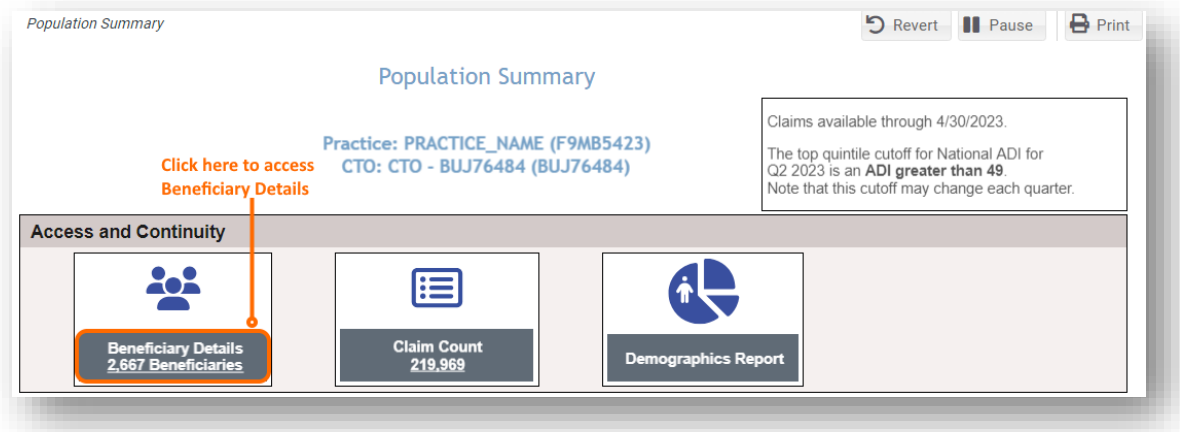 Population Summary
Revert
Pause
Print
Population Summary
Claims available through 4/30/2023.
The top quintile cutoff for National ADI for
Q2 2023 is an ADI greater than 49.
Note that this cutoff may change each quarter.
Practice: PRACTICE_NAME (F9MB5423)
CTO: CTO - BUJ76484 (BUJ76484)
Click here to access
Beneficiary Details
Access and Continuity
Beneficiary Details
2,667 Beneficiaries
Claim Count
219,969
Demographics Report